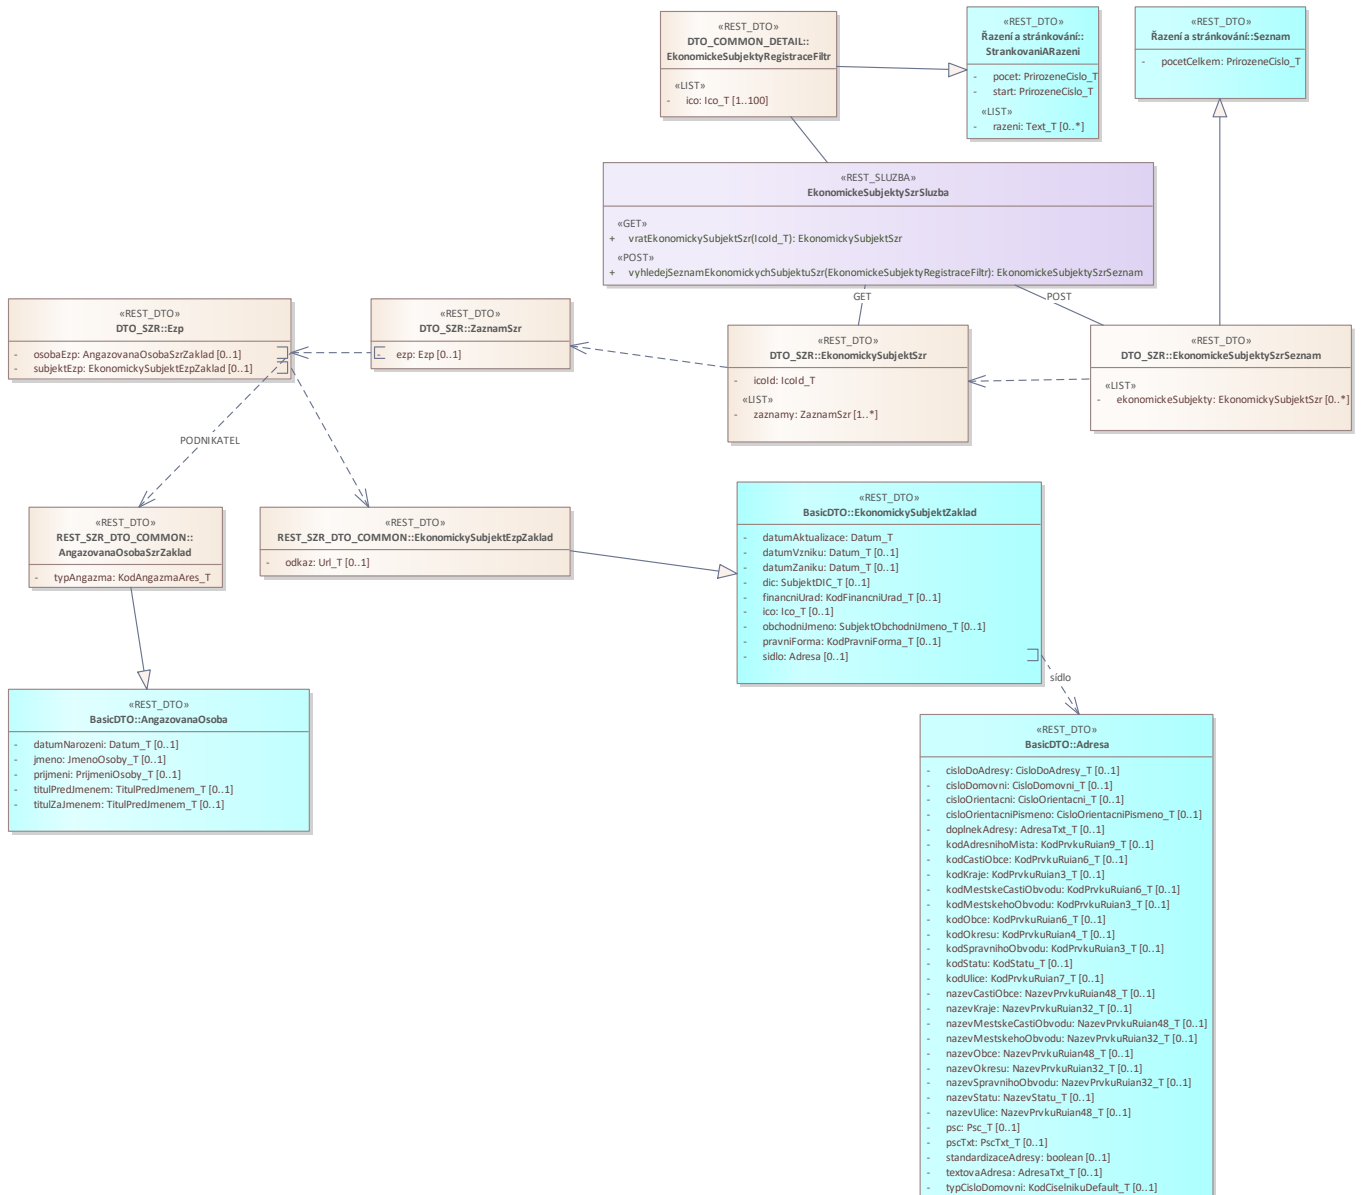 «REST_DTO»
DTO_COMMON_DETAIL::
EkonomickeSubjektyRegistraceFiltr
«LIST»
- ico: Ico_T [1..100]
«REST_DTO»
Řazení a stránkování::
StrankovaniARazeni
- pocet: PrirozeneCislo_T
- start: PrirozeneCislo_T
«LIST»
- razeni: Text_T [0..*]
«REST_DTO»
Řazení a stránkování::Seznam
- pocetCelkem: PrirozeneCislo_T
«REST_SLUZBA»
EkonomickeSubjektySzrSluzba
«GET»
+ vratEkonomickySubjektSzr(IcoId_T): EkonomickySubjektSzr
«POST»
+ vyhledejSeznamEkonomickychSubjektuSzr(EkonomickeSubjektyRegistraceFiltr): EkonomickeSubjektySzrSeznam
GET
POST
«REST_DTO»
DTO_SZR::Ezp
- osobaEzp: AngazovanaOsobaSzrZaklad [0..1]
- subjektEzp: EkonomickySubjektEzpZaklad [0..1]
«REST_DTO»
DTO_SZR::ZaznamSzr
- ezp: Ezp [0..1]
«REST_DTO»
DTO_SZR::EkonomickySubjektSzr
- icoId: IcoId_T
«LIST»
- zaznamy: ZaznamSzr [1..*]
«REST_DTO»
DTO_SZR::EkonomickeSubjektySzrSeznam
«LIST»
- ekonomickeSubjekty: EkonomickySubjektSzr [0..*]
PODNIKATEL
«REST_DTO»
REST_SZR_DTO_COMMON::
AngazovanaOsobaSzrZaklad
- typAngazma: KodAngazmaAres_T
«REST_DTO»
REST_SZR_DTO_COMMON::EkonomickySubjektEzpZaklad
- odkaz: Url_T [0..1]
«REST_DTO»
BasicDTO::EkonomickySubjektZaklad
- datumAktualizace: Datum_T
- datumVzniku: Datum_T [0..1]
- datumZaniku: Datum_T [0..1]
- dic: SubjektDIC_T [0..1]
- financniUrad: KodFinancniUrad_T [0..1]
- ico: Ico_T [0..1]
- obchodniJmeno: SubjektObchodniJmeno_T [0..1]
- pravniForma: KodPravniForma_T [0..1]
- sidlo: Adresa [0..1]
sídlo
«REST_DTO»
BasicDTO::AngazovanaOsoba
- datumNarozeni: Datum_T [0..1]
- jmeno: JmenoOsoby_T [0..1]
- prijmeni: PrijmeniOsoby_T [0..1]
- titulPredJmenem: TitulPredJmenem_T [0..1]
- titulZaJmenem: TitulPredJmenem_T [0..1]
«REST_DTO»
BasicDTO::Adresa
- cisloDoAdresy: CisloDoAdresy_T [0..1]
- cisloDomovni: CisloDomovni_T [0..1]
- cisloOrientacni: CisloOrientacni_T [0..1]
- cisloOrientacniPismeno: CisloOrientacniPismeno_T [0..1]
- doplnekAdresy: AdresaTxt_T [0..1]
- kodAdresnihoMista: KodPrvkuRuian9_T [0..1]
- kodCastiObce: KodPrvkuRuian6_T [0..1]
- kodKraje: KodPrvkuRuian3_T [0..1]
- kodMestskeCastiObvodu: KodPrvkuRuian6_T [0..1]
- kodMestskehoObvodu: KodPrvkuRuian3_T [0..1]
- kodObce: KodPrvkuRuian6_T [0..1]
- kodOkresu: KodPrvkuRuian4_T [0..1]
- kodSpravnihoObvodu: KodPrvkuRuian3_T [0..1]
- kodStatu: KodStatu_T [0..1]
- kodUlice: KodPrvkuRuian7_T [0..1]
- nazevCastiObce: NazevPrvkuRuian48_T [0..1]
- nazevKraje: NazevPrvkuRuian32_T [0..1]
- nazevMestskeCastiObvodu: NazevPrvkuRuian48_T [0..1]
- nazevMestskehoObvodu: NazevPrvkuRuian32_T [0..1]
- nazevObce: NazevPrvkuRuian48_T [0..1]
- nazevOkresu: NazevPrvkuRuian32_T [0..1]
- nazevSpravnihoObvodu: NazevPrvkuRuian32_T [0..1]
- nazevStatu: NazevStatu_T [0..1]
- nazevUlice: NazevPrvkuRuian48_T [0..1]
- psc: Psc_T [0..1]
- pscTxt: PscTxt_T [0..1]
- standardizaceAdresy: boolean [0..1]
- textovaAdresa: AdresaTxt_T [0..1]
- typCisloDomovni: KodCiselnikuDefault_T [0..1]